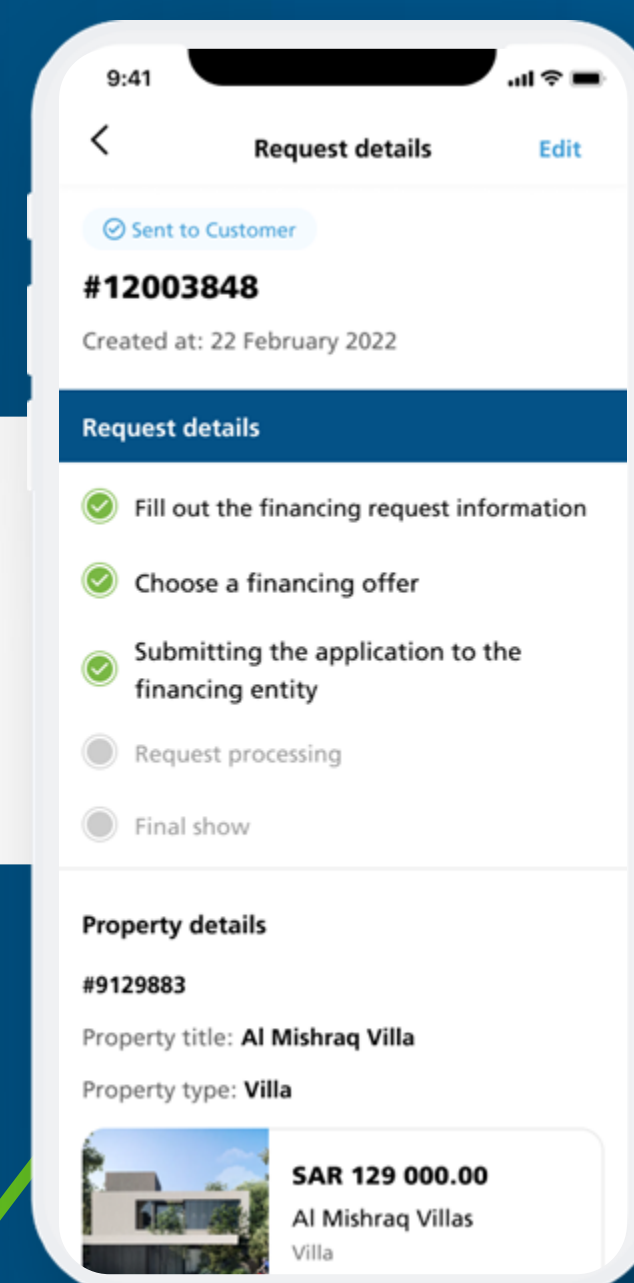 9:41
Request details
Edit
Sent to Customer
#12003848
Created at: 22 February 2022
Request details
Fill out the financing request information
Choose a financing offer
Submitting the application to the
financing entity
Request processing
Final show
Property details
#9129883
Property title: Al Mishraq Villa
Property type: Villa
SAR 129 000.00
Al Mishraq Villas
Villa